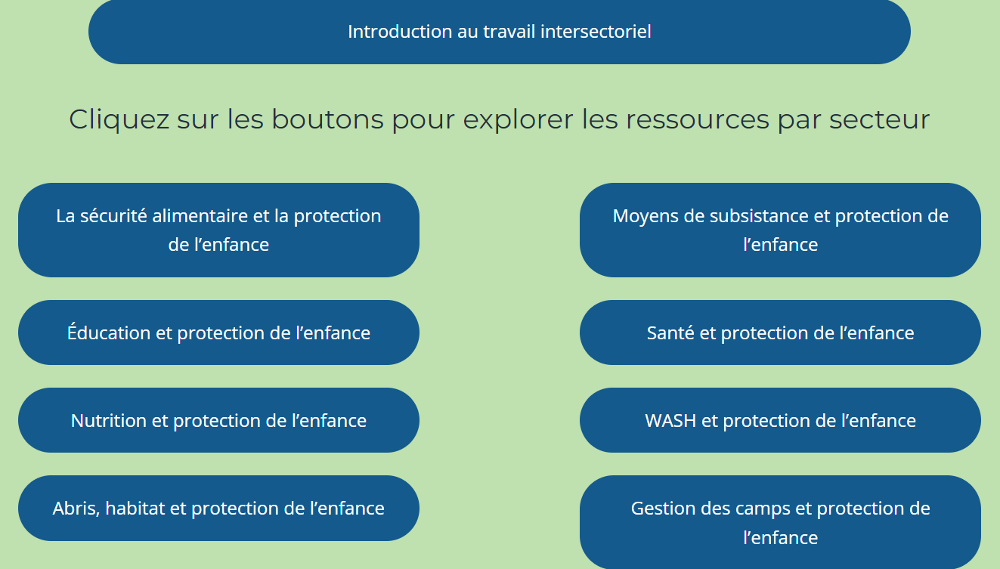 Introduction au travail intersectoriel
Cliquez sur les boutons pour explorer les ressources par secteur
La sécurité alimentaire et la protection
de l’enfance
Moyens de subsistance et protection de
l’enfance
Éducation et protection de l’enfance
Santé et protection de l’enfance
Nutrition et protection de l’enfance
WASH et protection de l’enfance
Abris, habitat et protection de l’enfance
Gestion des camps et protection de
l’enfance